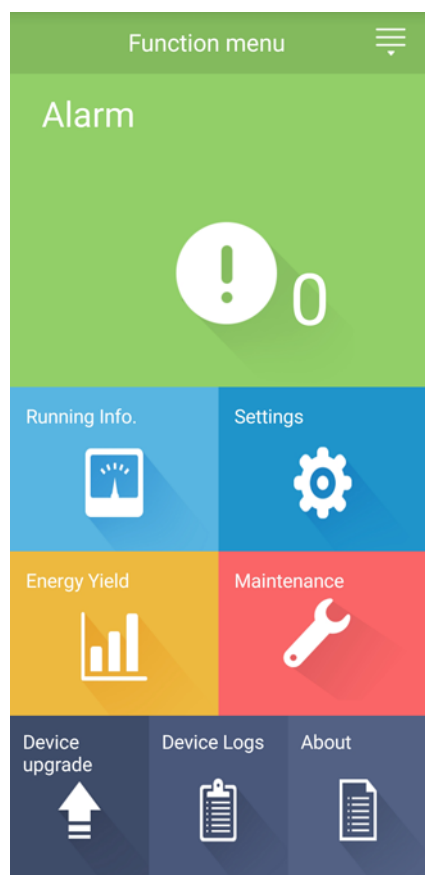 Function menu
Alarm
0
Running Info.
Settings
Energy Yield
Maintenance
Device
upgrade
Device Logs
About